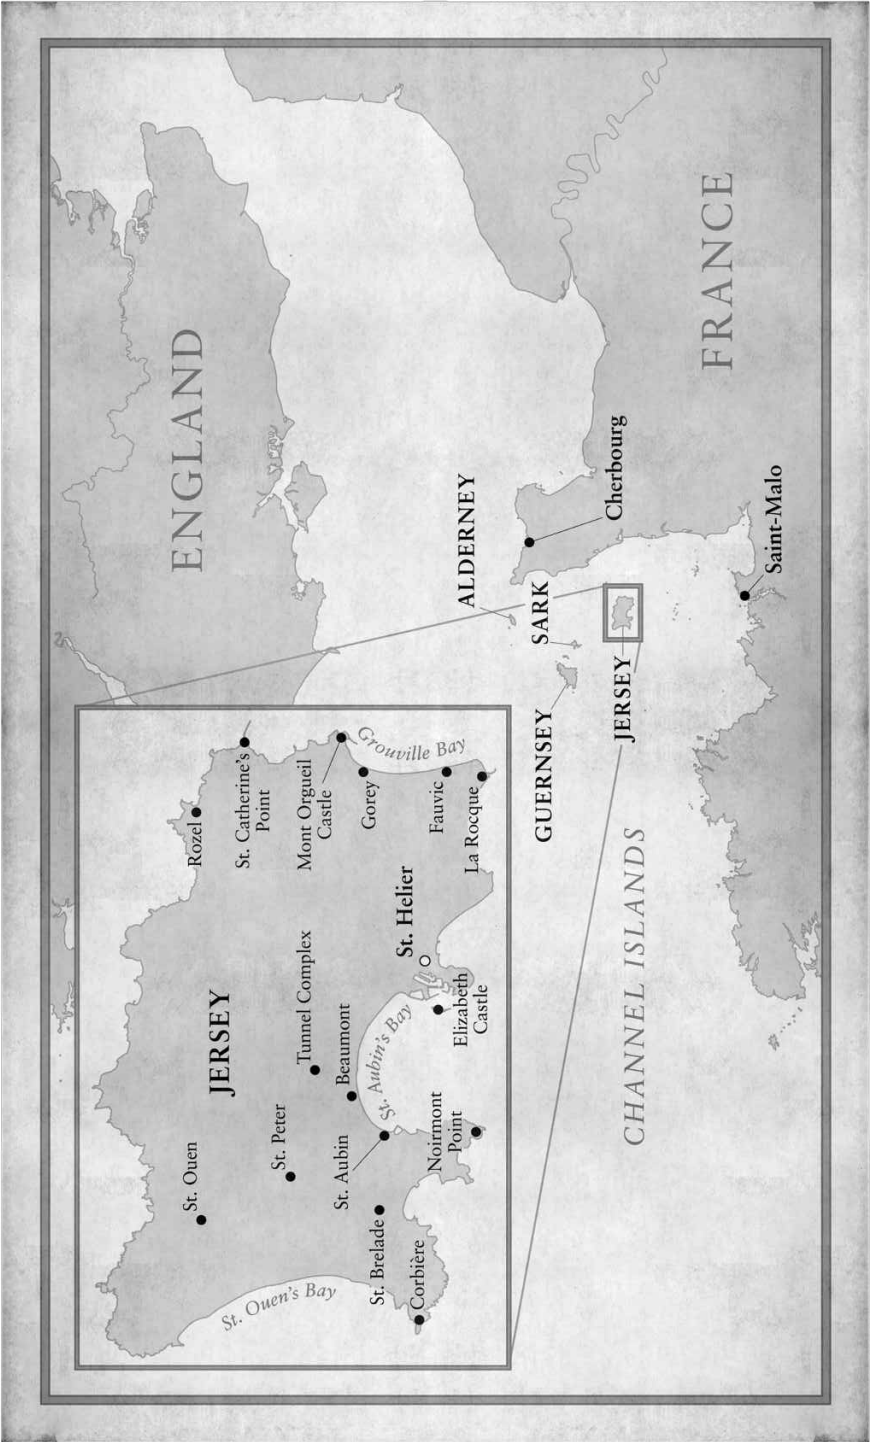 ENGLAND
FRANCE
ALDERNEY
Cherbourg
SARK
GUERNSEY
JERSEY
Saint-Malo
CHANNEL ISLANDS
JERSEY
Rozel
St. Catherine's
Point
Mont Orgueil
Castle
Grouville Bay
Gorey
Fauvic
La Rocque
St. Helier
Elizabeth
Castle
Tunnel Complex
Beaumont
St. Aubin's Bay
St. Ouen
St. Peter
St. Aubin
Noirmont
Point
St. Brelade
Corbière
St. Ouen's Bay